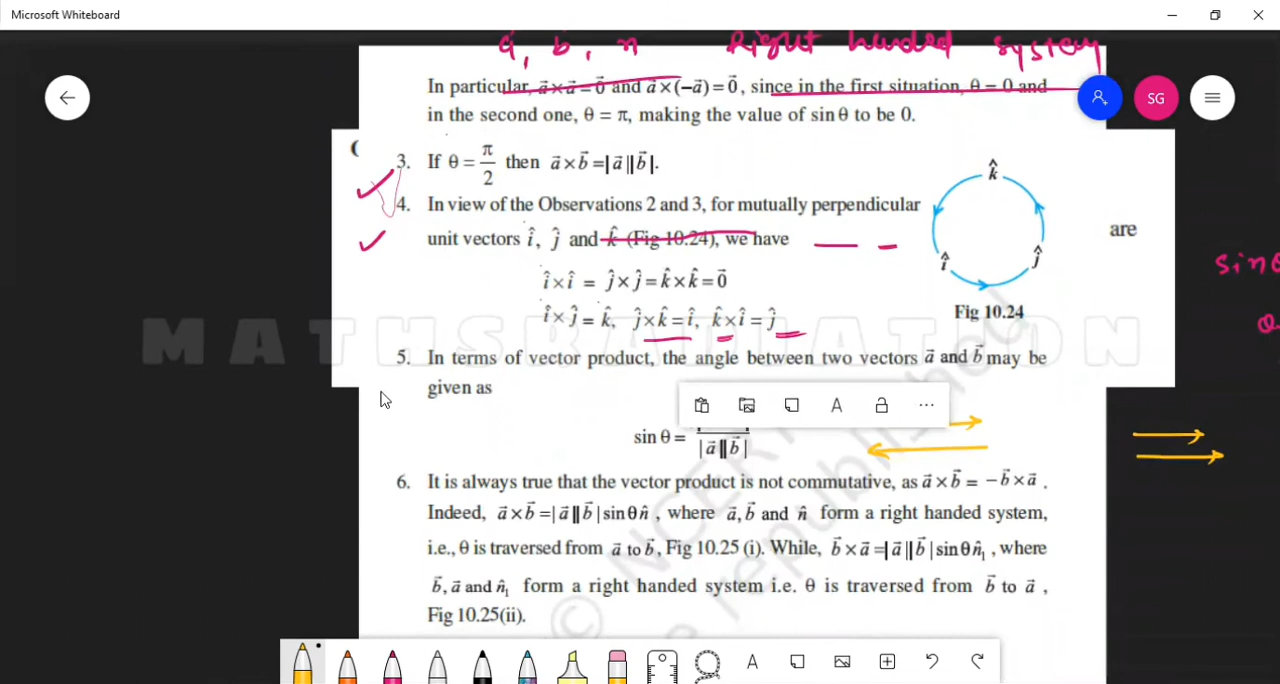 Microsoft Whiteboard
a, b, n Right handed system
In particular, a⃗ × a⃗ = 0⃗ and a⃗ × (−a⃗) = 0⃗, since in the first situation, θ = 0 and
SG
in the second one, θ = π, making the value of sin θ to be 0.
(
3. If θ = π/2 then a⃗ × b⃗ = |a⃗||b⃗|.
4. In view of the Observations 2 and 3, for mutually perpendicular
unit vectors î, ĵ and k̂ (Fig 10.24), we have
are
î × î = ĵ × ĵ = k̂ × k̂ = 0⃗
î × ĵ = k̂, ĵ × k̂ = î, k̂ × î = ĵ
k̂
î
ĵ
Fig 10.24
sinθ
MATHSRADIATION
5. In terms of vector product, the angle between two vectors a⃗ and b⃗ may be
given as
A
sin θ =
|a⃗||b⃗|
6. It is always true that the vector product is not commutative, as a⃗ × b⃗ = −b⃗ × a⃗ .
Indeed, a⃗ × b⃗ = |a⃗||b⃗| sin θ n̂ , where a⃗, b⃗ and n̂ form a right handed system,
i.e., θ is traversed from a⃗ to b⃗, Fig 10.25 (i). While, b⃗ × a⃗ = |a⃗||b⃗| sin θ n̂₁ , where
b⃗, a⃗ and n̂₁ form a right handed system i.e. θ is traversed from b⃗ to a⃗ ,
Fig 10.25(ii).
© NCERT
republished
A